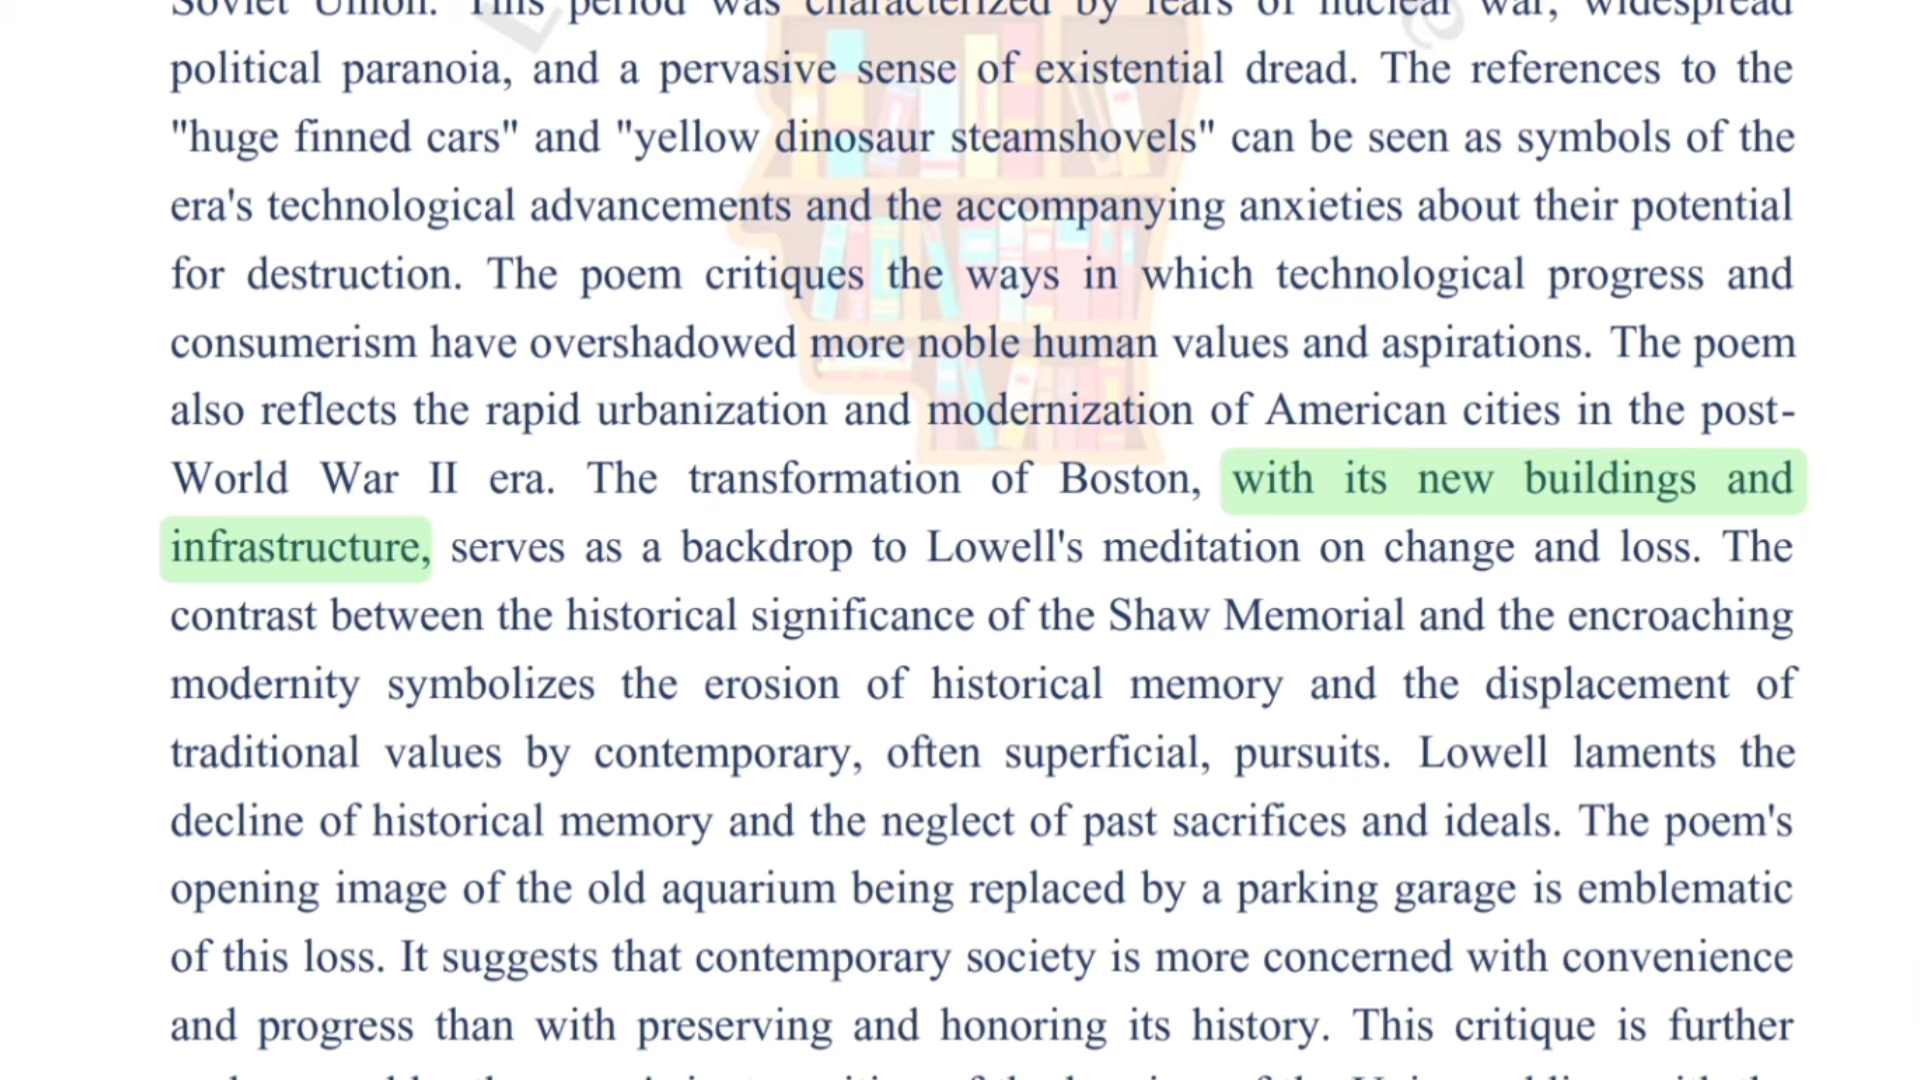 Soviet Union. This period was characterized by fears of nuclear war, widespread
political paranoia, and a pervasive sense of existential dread. The references to the
"huge finned cars" and "yellow dinosaur steamshovels" can be seen as symbols of the
era's technological advancements and the accompanying anxieties about their potential
for destruction. The poem critiques the ways in which technological progress and
consumerism have overshadowed more noble human values and aspirations. The poem
also reflects the rapid urbanization and modernization of American cities in the post-
World War II era. The transformation of Boston, with its new buildings and
infrastructure, serves as a backdrop to Lowell's meditation on change and loss. The
contrast between the historical significance of the Shaw Memorial and the encroaching
modernity symbolizes the erosion of historical memory and the displacement of
traditional values by contemporary, often superficial, pursuits. Lowell laments the
decline of historical memory and the neglect of past sacrifices and ideals. The poem's
opening image of the old aquarium being replaced by a parking garage is emblematic
of this loss. It suggests that contemporary society is more concerned with convenience
and progress than with preserving and honoring its history. This critique is further